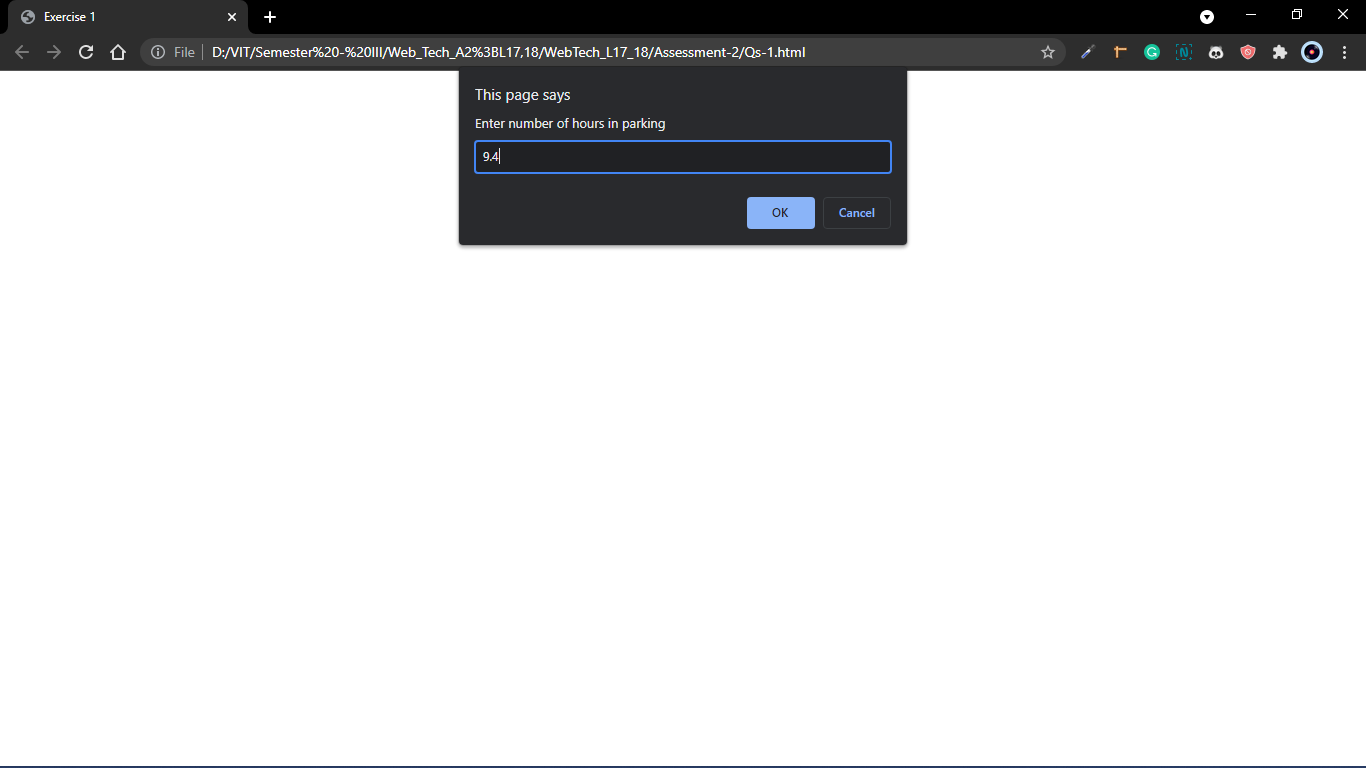 Exercise 1
File
D:/VIT/Semester%20-%20III/Web_Tech_A2%3BL17,18/WebTech_L17_18/Assessment-2/Qs-1.html
This page says
Enter number of hours in parking
9.4
OK
Cancel